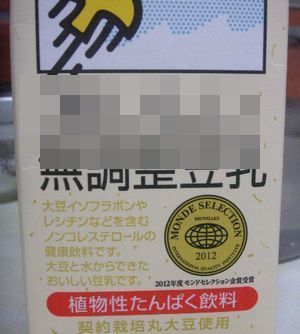 無調整豆乳
大豆イソフラボンや
レシチンなどを含む
ノンコレステロールの
健康飲料です。
大豆と水からできた
おいしい豆乳です。
MONDE SELECTION
BRUXELLES
2012
INTERNATIONAL QUALITY INSTITUTE
2012年度モンドセレクション金賞受賞
植物性たんぱく飲料
契約栽培丸大豆使用